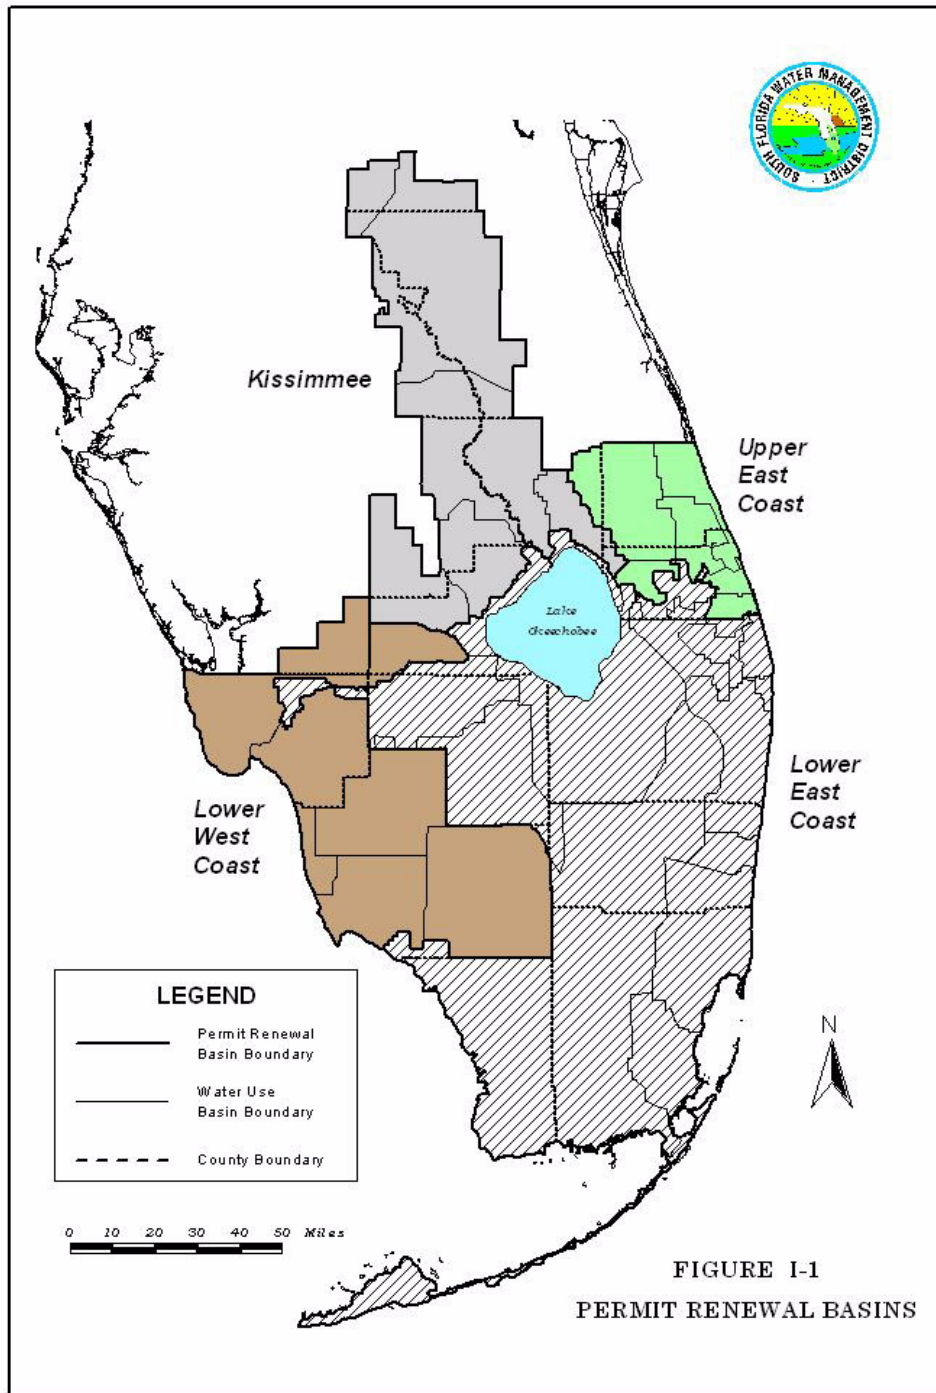 SOUTH FLORIDA WATER MANAGEMENT DISTRICT
Kissimmee
Upper
East
Coast
Lake
Okeechobee
Lower
East
Coast
Lower
West
Coast
LEGEND
Permit Renewal
Basin Boundary
Water Use
Basin Boundary
County Boundary
N
0 10 20 30 40 50 Miles
FIGURE I-1
PERMIT RENEWAL BASINS